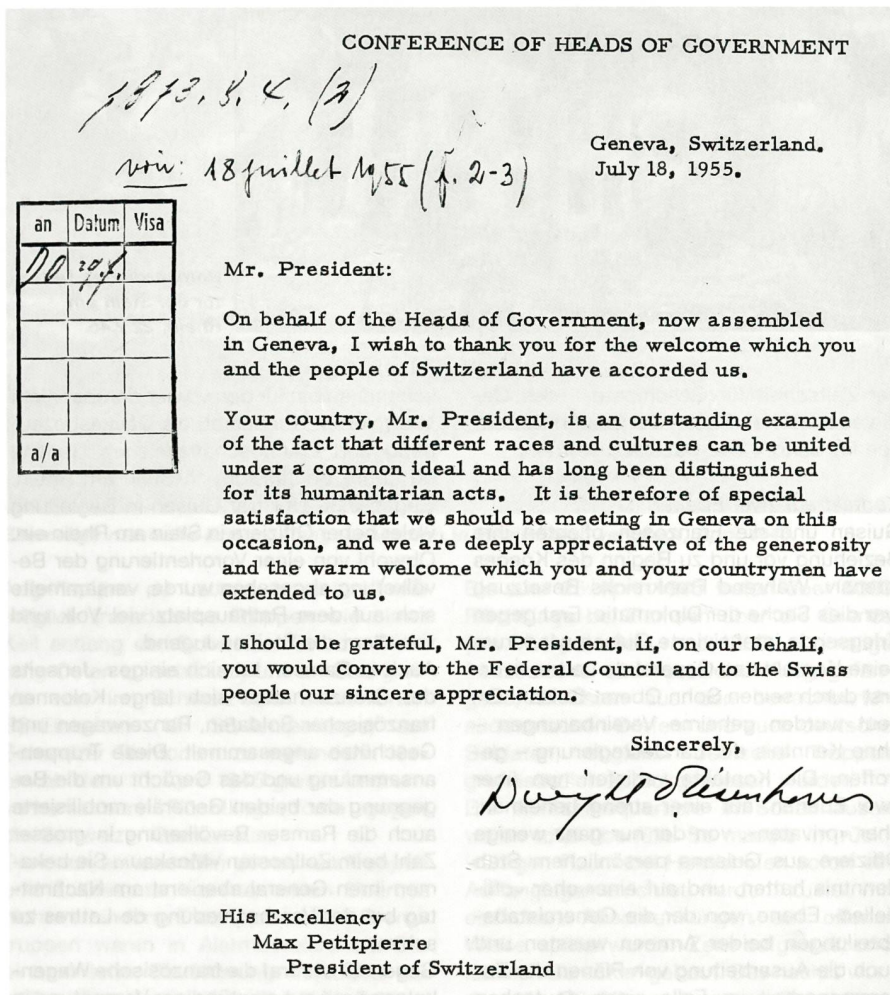 CONFERENCE OF HEADS OF GOVERNMENT
1973. 8. 4. (2)
voir: 18 juillet 1955 (p. 2-3)
Geneva, Switzerland.
July 18, 1955.
an Datum Visa
a/a
Mr. President:
On behalf of the Heads of Government, now assembled
in Geneva, I wish to thank you for the welcome which you
and the people of Switzerland have accorded us.
Your country, Mr. President, is an outstanding example
of the fact that different races and cultures can be united
under a common ideal and has long been distinguished
for its humanitarian acts. It is therefore of special
satisfaction that we should be meeting in Geneva on this
occasion, and we are deeply appreciative of the generosity
and the warm welcome which you and your countrymen have
extended to us.
I should be grateful, Mr. President, if, on our behalf,
you would convey to the Federal Council and to the Swiss
people our sincere appreciation.
Sincerely,
Dwight D. Eisenhower
His Excellency
Max Petitpierre
President of Switzerland